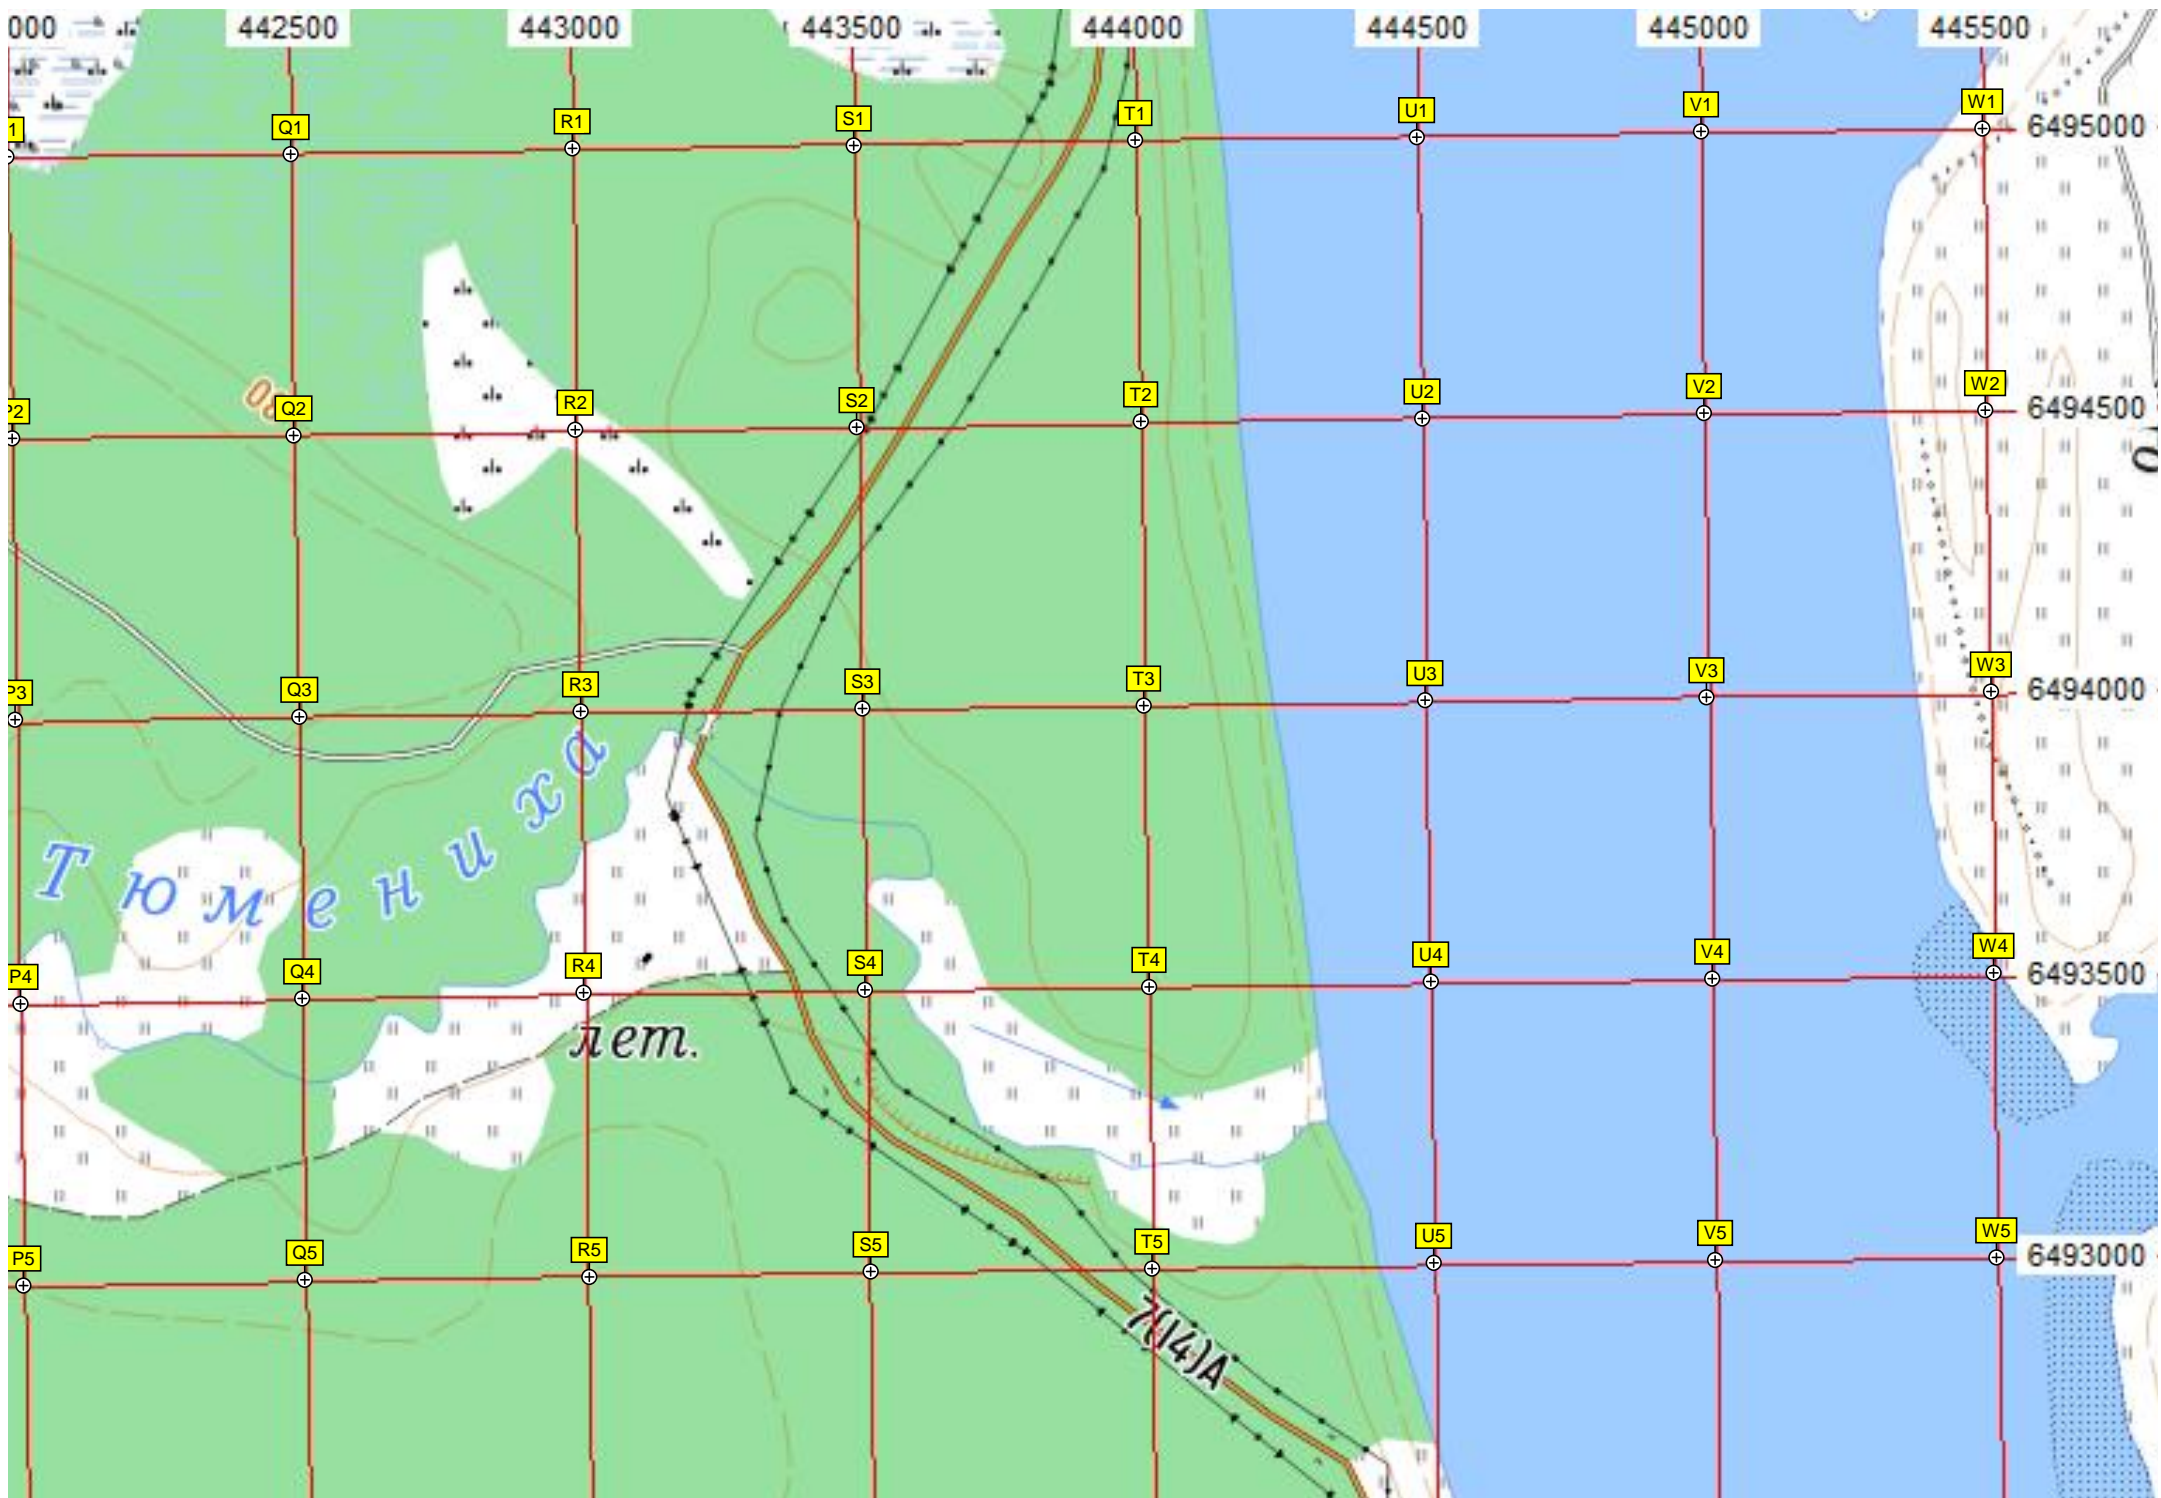 000 442500 443000 443500 444000 444500 445000 445500
1 Q1 R1 S1 T1 U1 V1 W1 6495000
P2 Q2 R2 S2 T2 U2 V2 W2 6494500
P3 Q3 R3 S3 T3 U3 V3 W3 6494000
Тюмениха
P4 Q4 R4 S4 T4 U4 V4 W4 6493500
лет.
P5 Q5 R5 S5 T5 U5 V5 W5 6493000
7(14)А